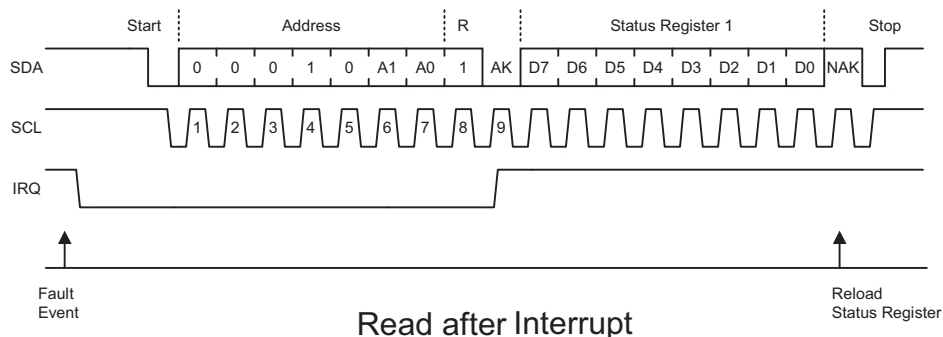 Start Address R Status Register 1 Stop
SDA 0 0 0 1 0 A1 A0 1 AK D7 D6 D5 D4 D3 D2 D1 D0 NAK
SCL 1 2 3 4 5 6 7 8 9
IRQ
Fault
Event
Reload
Status Register
Read after Interrupt